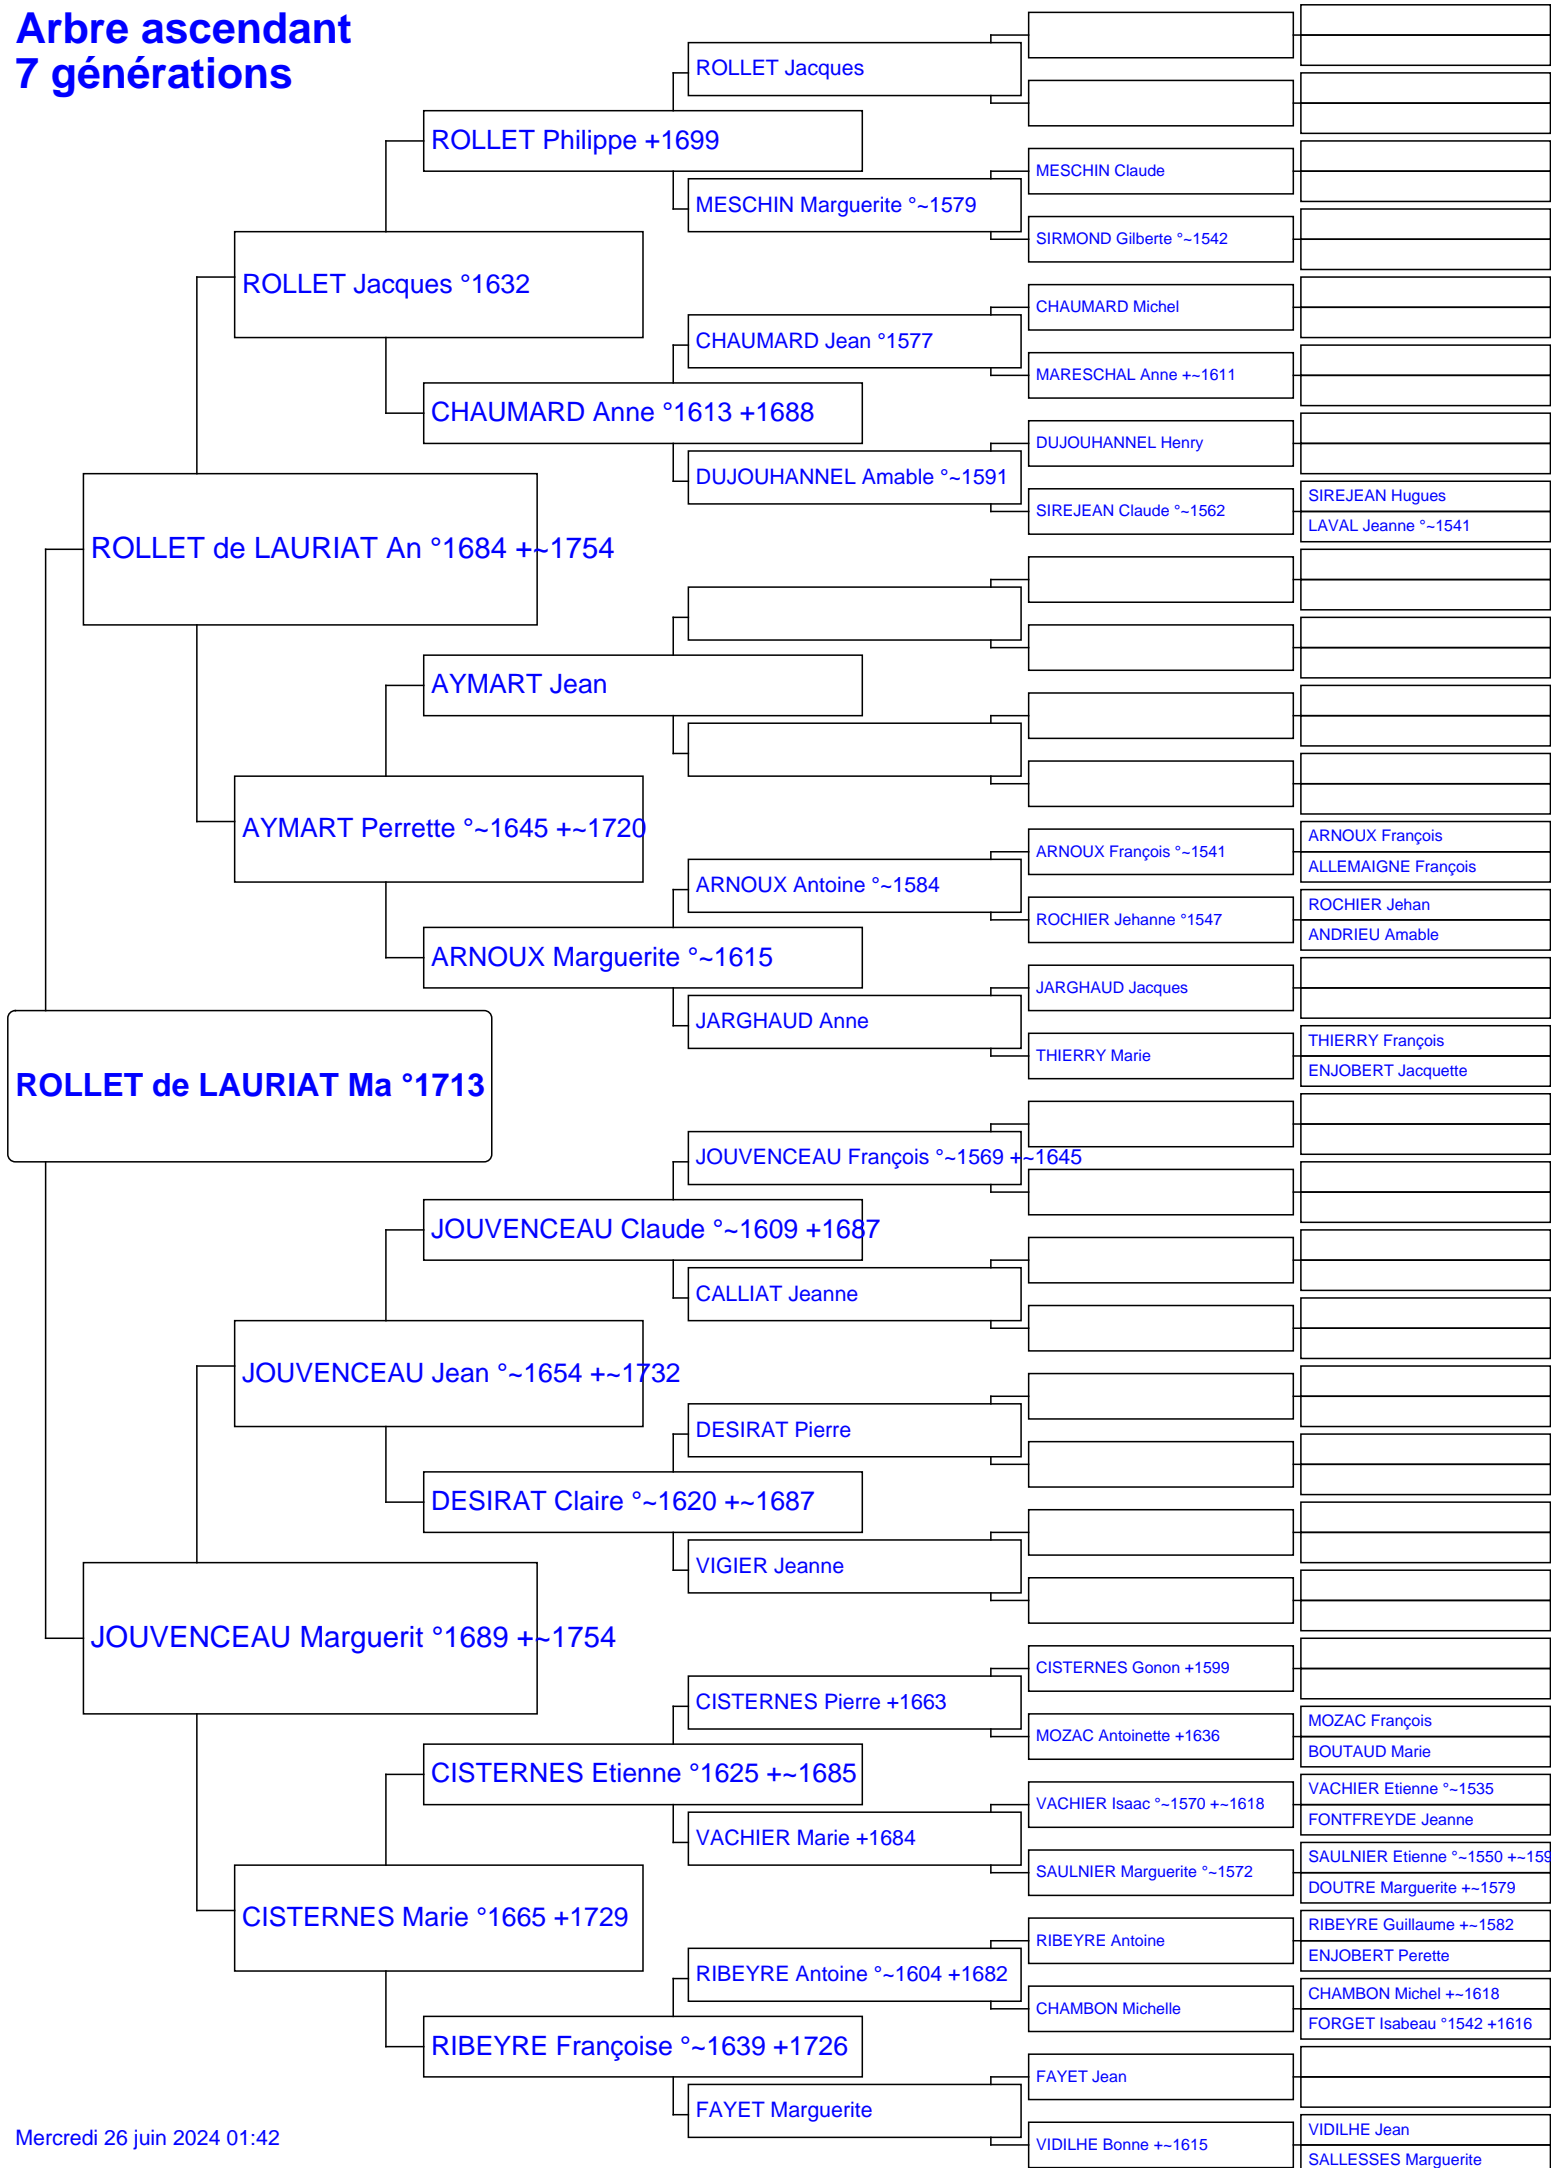 Arbre ascendant
7 générations
ROLLET Jacques
ROLLET Philippe +1699
MESCHIN Claude
MESCHIN Marguerite °~1579
SIRMOND Gilberte °~1542
ROLLET Jacques °1632
CHAUMARD Michel
CHAUMARD Jean °1577
MARESCHAL Anne +~1611
CHAUMARD Anne °1613 +1688
DUJOUHANNEL Henry
DUJOUHANNEL Amable °~1591
SIREJEAN Hugues
SIREJEAN Claude °~1562
LAVAL Jeanne °~1541
ROLLET de LAURIAT An °1684 +~1754
AYMART Jean
AYMART Perrette °~1645 +~1720
ARNOUX François
ARNOUX François °~1541
ALLEMAIGNE François
ARNOUX Antoine °~1584
ROCHIER Jehan
ROCHIER Jehanne °1547
ANDRIEU Amable
ARNOUX Marguerite °~1615
JARGHAUD Jacques
JARGHAUD Anne
THIERRY François
THIERRY Marie
ENJOBERT Jacquette
ROLLET de LAURIAT Ma °1713
JOUVENCEAU François °~1569 +~1645
JOUVENCEAU Claude °~1609 +1687
CALLIAT Jeanne
JOUVENCEAU Jean °~1654 +~1732
DESIRAT Pierre
DESIRAT Claire °~1620 +~1687
VIGIER Jeanne
JOUVENCEAU Marguerit °1689 +~1754
CISTERNES Gonon +1599
CISTERNES Pierre +1663
MOZAC François
MOZAC Antoinette +1636
BOUTAUD Marie
CISTERNES Etienne °1625 +~1685
VACHIER Etienne °~1535
VACHIER Isaac °~1570 +~1618
FONTFREYDE Jeanne
VACHIER Marie +1684
SAULNIER Etienne °~1550 +~159
SAULNIER Marguerite °~1572
DOUTRE Marguerite +~1579
CISTERNES Marie °1665 +1729
RIBEYRE Guillaume +~1582
RIBEYRE Antoine
ENJOBERT Perette
RIBEYRE Antoine °~1604 +1682
CHAMBON Michel +~1618
CHAMBON Michelle
FORGET Isabeau °1542 +1616
RIBEYRE Françoise °~1639 +1726
FAYET Jean
FAYET Marguerite
VIDILHE Jean
VIDILHE Bonne +~1615
SALLESSES Marguerite
Mercredi 26 juin 2024 01:42